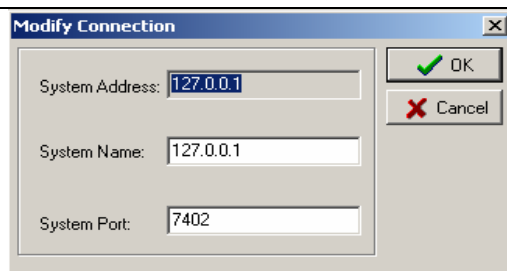 Modify Connection
System Address: 127.0.0.1
System Name: 127.0.0.1
System Port: 7402
OK
Cancel